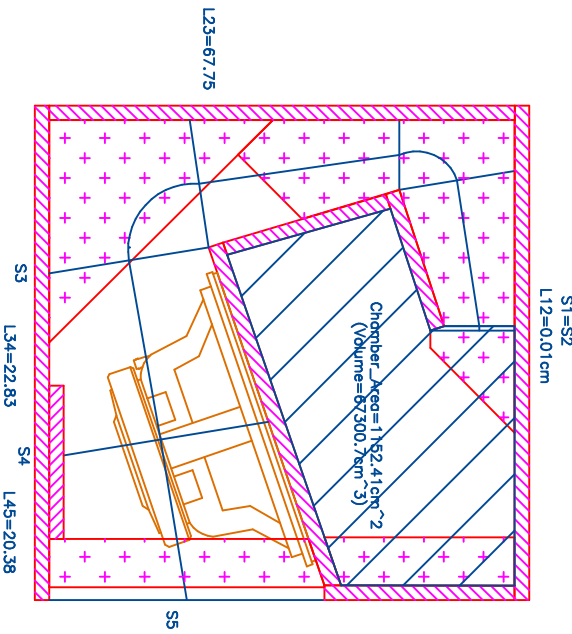 S1=S2
L12=0.01cm
L23=67.75
Chamber_Area=1152.41cm^2
(Volume=67300.7cm^3)
S3
L34=22.83
S4
L45=20.38
S5